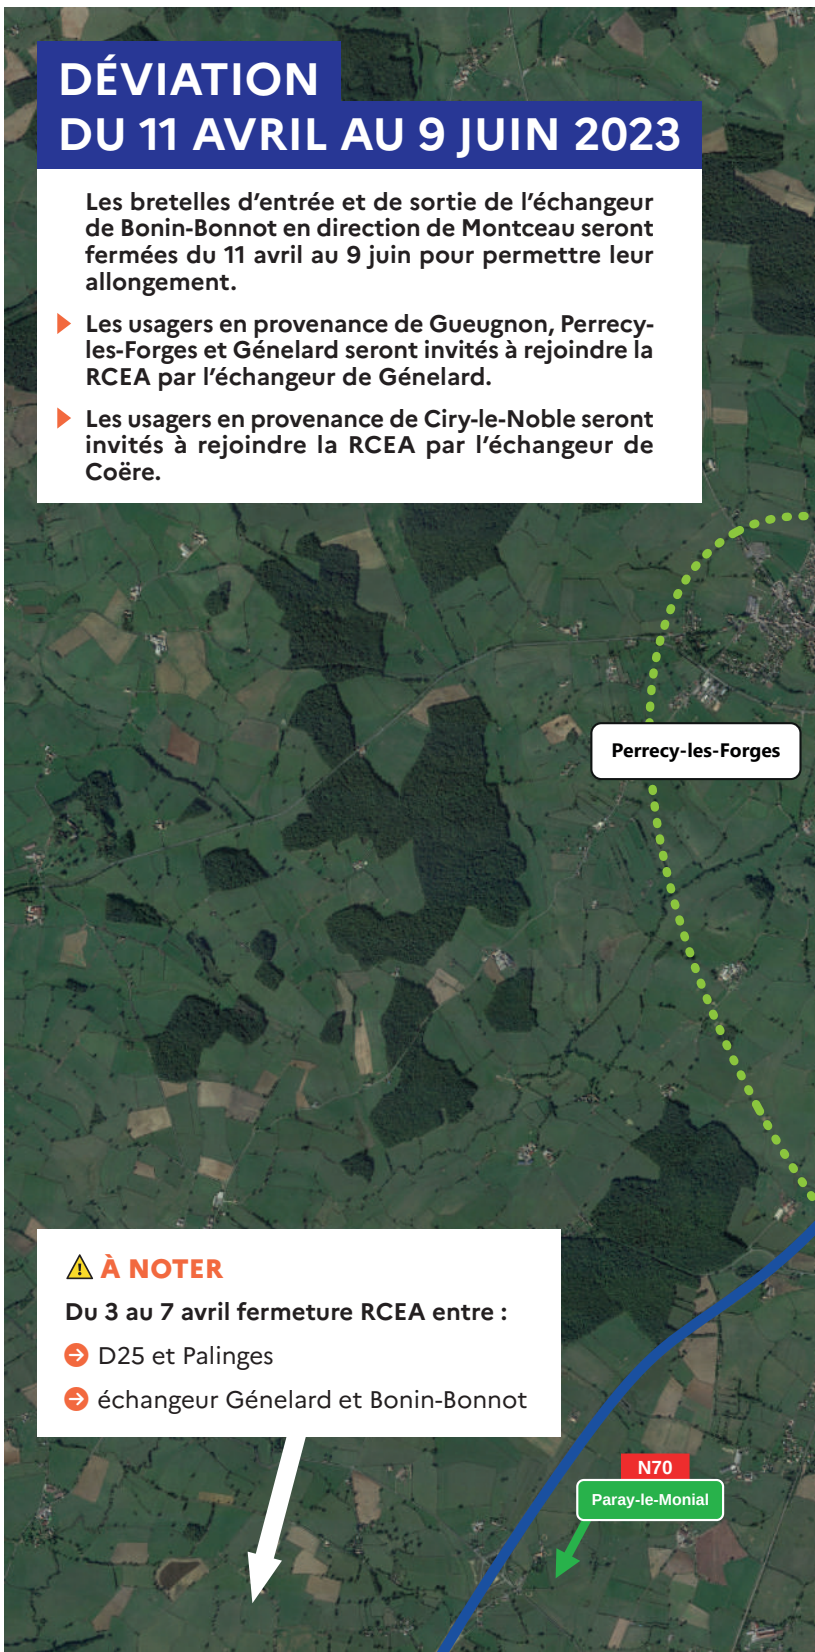 DÉVIATION
DU 11 AVRIL AU 9 JUIN 2023
Les bretelles d’entrée et de sortie de l’échangeur
de Bonin-Bonnot en direction de Montceau seront
fermées du 11 avril au 9 juin pour permettre leur
allongement.
Les usagers en provenance de Gueugnon, Perrecy-
les-Forges et Génelard seront invités à rejoindre la
RCEA par l’échangeur de Génelard.
Les usagers en provenance de Ciry-le-Noble seront
invités à rejoindre la RCEA par l’échangeur de
Coëre.
Perrecy-les-Forges
À NOTER
Du 3 au 7 avril fermeture RCEA entre :
D25 et Palinges
échangeur Génelard et Bonin-Bonnot
N70
Paray-le-Monial